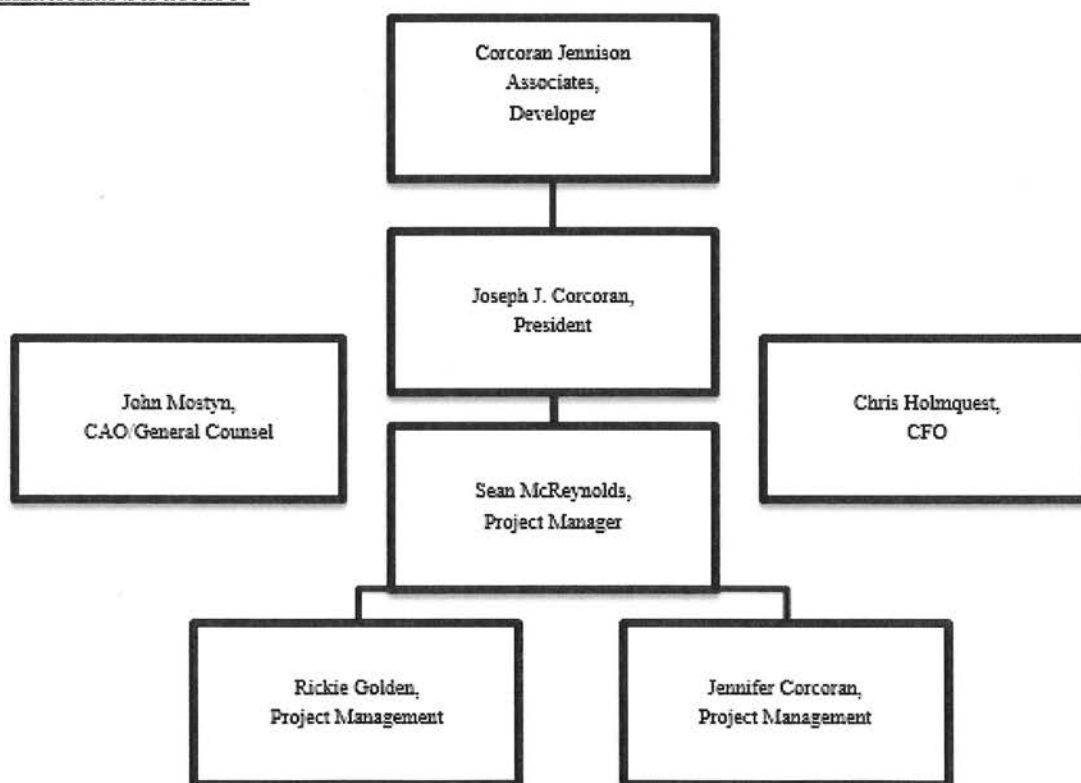 Corcoran Jennison
Associates,
Developer
Joseph J. Corcoran,
President
John Mostyn,
CAO/General Counsel
Chris Holmquest,
CFO
Sean McReynolds,
Project Manager
Rickie Golden,
Project Management
Jennifer Corcoran,
Project Management